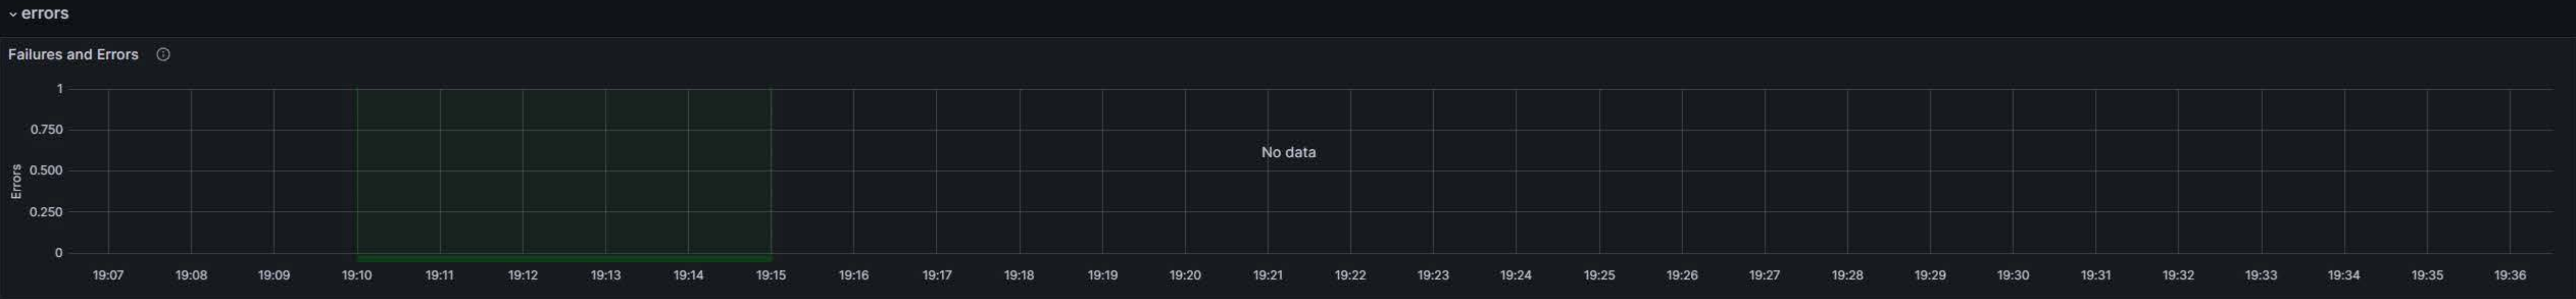 errors
Failures and Errors
1
0.750
0.500
0.250
0
Errors
No data
19:07 19:08 19:09 19:10 19:11 19:12 19:13 19:14 19:15 19:16 19:17 19:18 19:19 19:20 19:21 19:22 19:23 19:24 19:25 19:26 19:27 19:28 19:29 19:30 19:31 19:32 19:33 19:34 19:35 19:36